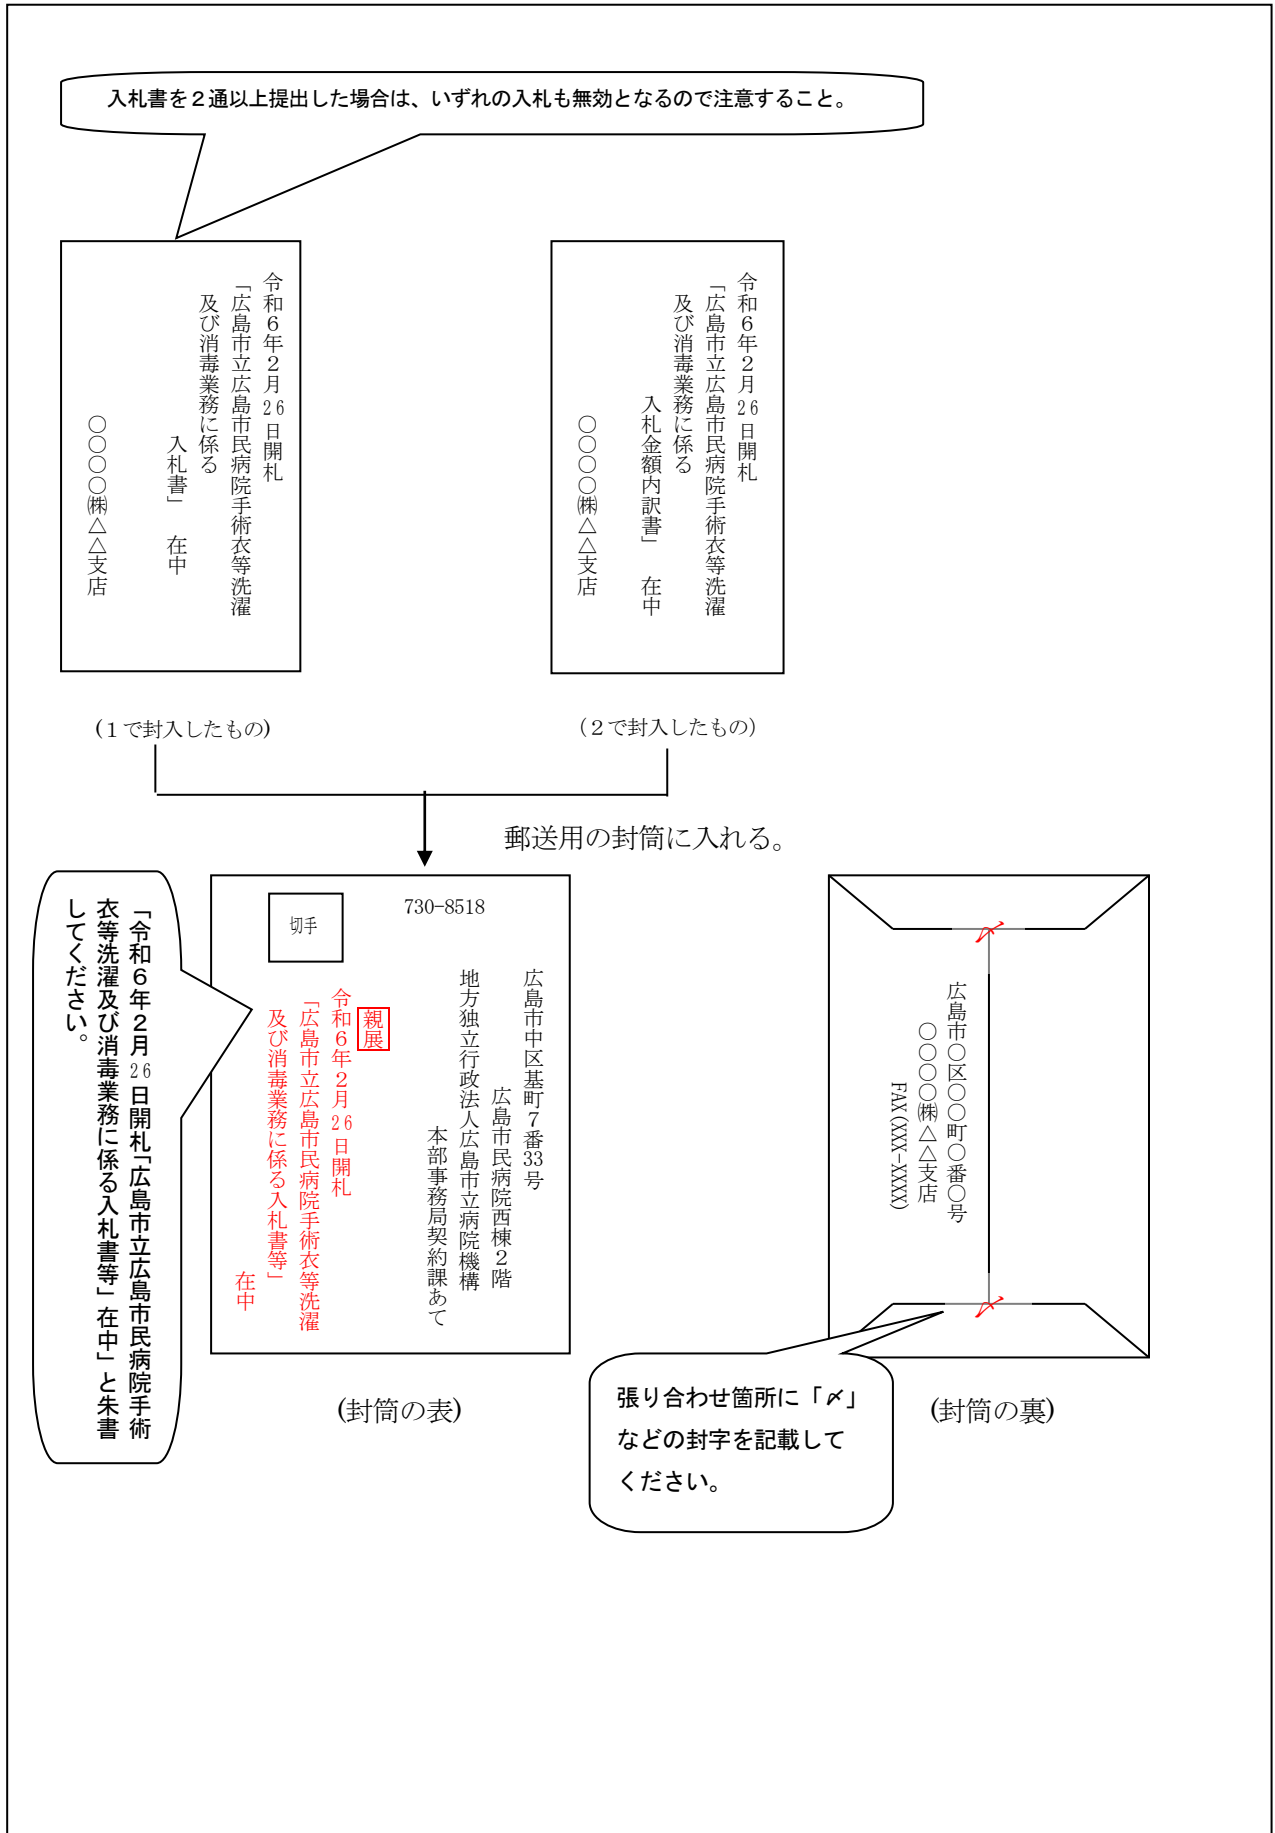 入札書を２通以上提出した場合は、いずれの入札も無効となるので注意すること。
令和６年２月26日開札
「広島市立広島市民病院手術衣等洗濯
及び消毒業務に係る
入札書」　在中
○○○○㈱△△支店
令和６年２月26日開札
「広島市立広島市民病院手術衣等洗濯
及び消毒業務に係る
入札金額内訳書」　在中
○○○○㈱△△支店
(１で封入したもの)
(２で封入したもの)
郵送用の封筒に入れる。
「令和６年２月26日開札「広島市立広島市民病院手術
衣等洗濯及び消毒業務に係る入札書等」在中」と朱書
してください。
切手
730-8518
広島市中区基町７番33号
広島市民病院西棟２階
地方独立行政法人広島市立病院機構
本部事務局契約課あて
親展
令和６年２月26日開札
「広島市立広島市民病院手術衣等洗濯
及び消毒業務に係る入札書等」
在中
(封筒の表)
〆
広島市○区○○町○番○号
○○○○㈱△△支店
FAX(XXX-XXXX)
〆
張り合わせ箇所に「〆」
などの封字を記載して
ください。
(封筒の裏)